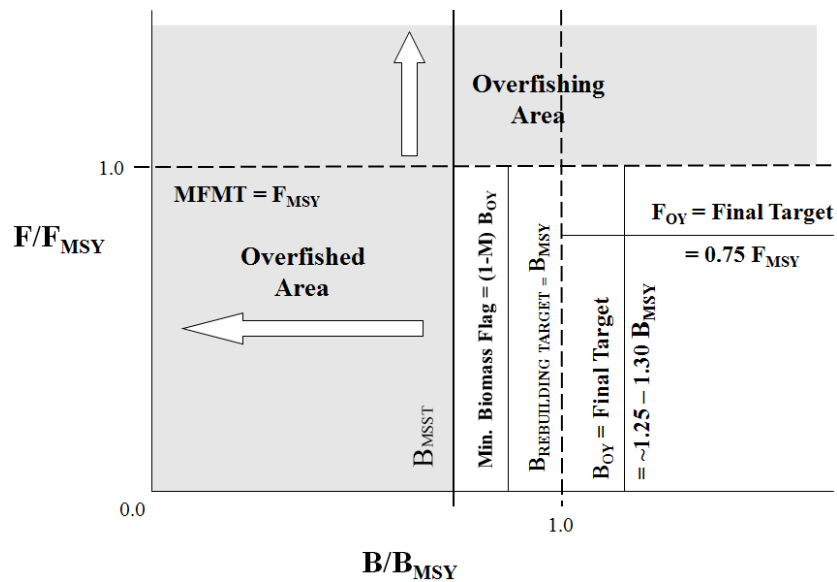 Overfishing
Area
1.0
MFMT = FMSY
F/FMSY
Overfished
Area
FOY = Final Target
= 0.75 FMSY
BMSST
Min. Biomass Flag = (1-M) BOY
BREBUILDING TARGET = BMSY
BOY = Final Target
= ~1.25 – 1.30 BMSY
0.0
1.0
B/BMSY